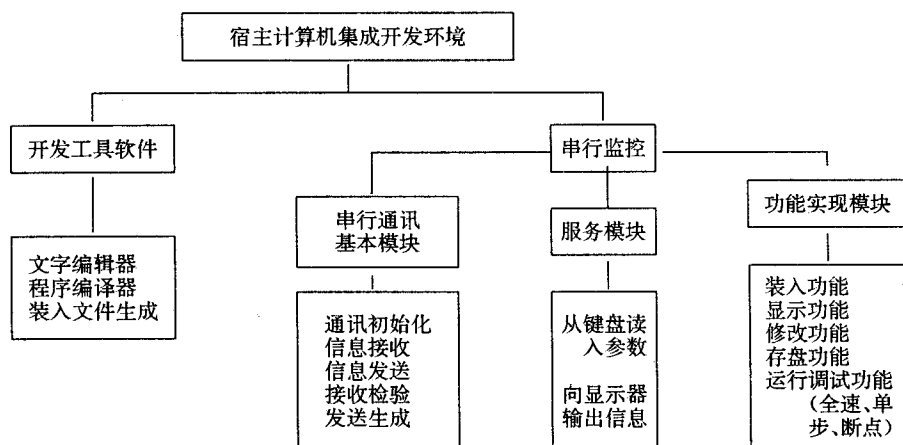 宿主计算机集成开发环境
开发工具软件
串行监控
串行通讯
基本模块
服务模块
功能实现模块
文字编辑器
程序编译器
装入文件生成
通讯初始化
信息接收
信息发送
接收检验
发送生成
从键盘读
入参数
向显示器
输出信息
装入功能
显示功能
修改功能
存盘功能
运行调试功能
(全速、单
步、断点)